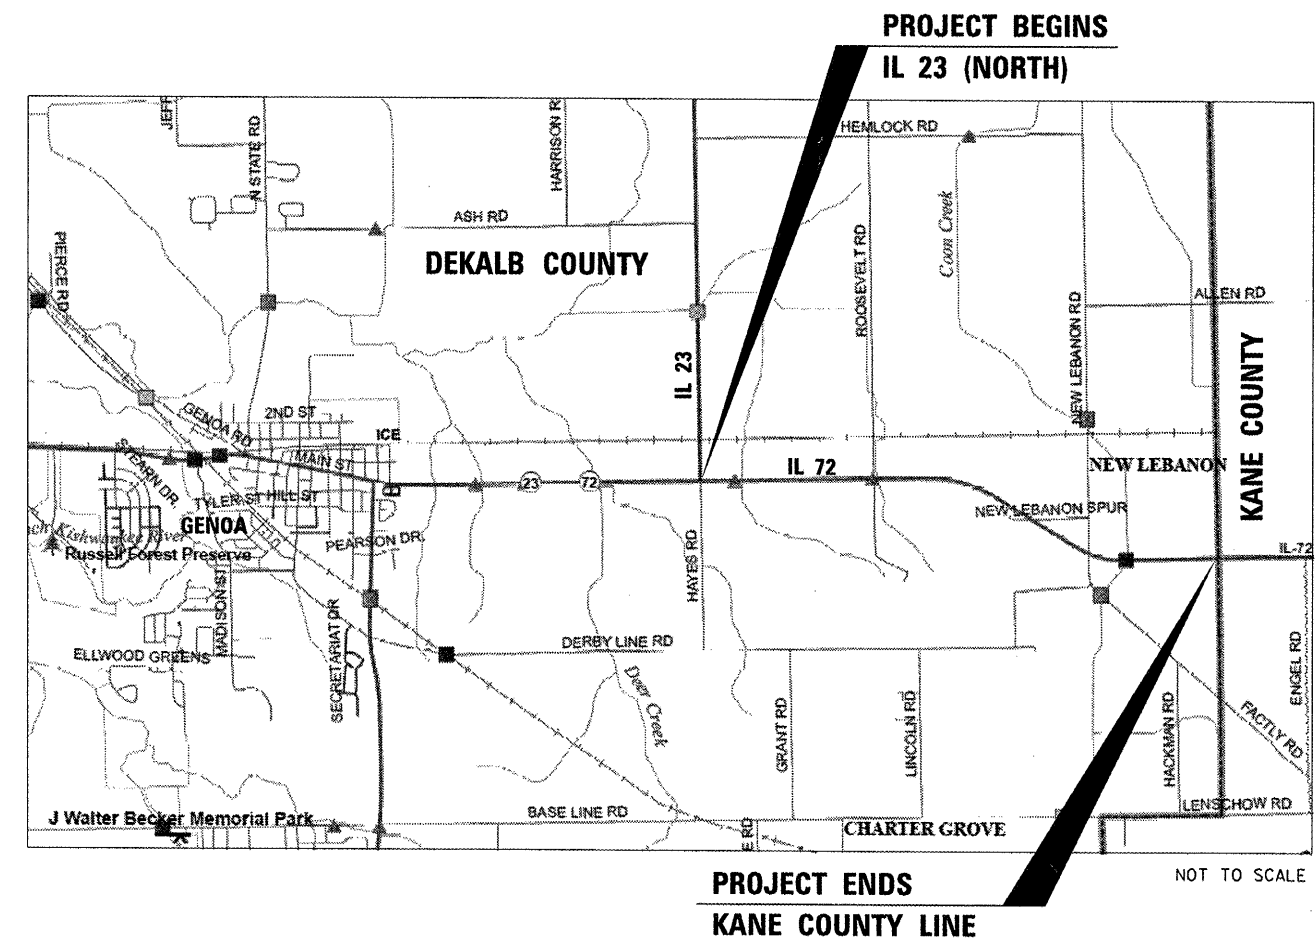 PROJECT BEGINS
IL 23 (NORTH)
JEFF
N STATE RD
HARRISON R
HEMLOCK RD
ASH RD
PIERCE RD
DEKALB COUNTY
ROOSEVELT RD
Coon Creek
NEW LEBANON RD
ALLEN RD
IL 23
KANE COUNTY
GENOA RD
2ND ST
ICE
MAIN ST
STEARN DR.
IL 72
NEW LEBANON
23
72
TYLER ST
HILL ST
GENOA
NEW LEBANON SPUR
Kishwaukee River
Russell Forest Preserve
PEARSON DR.
HAYES RD
IL-72
MADISON ST
SECRETARIAT DR
ELLWOOD GREENS
DERBY LINE RD
Deer Creek
GRANT RD
LINCOLN RD
HACKMAN RD
ENGEL RD
FACTLY RD
J Walter Becker Memorial Park
BASE LINE RD
E RD
CHARTER GROVE
LENSCHOW RD
NOT TO SCALE
PROJECT ENDS
KANE COUNTY LINE